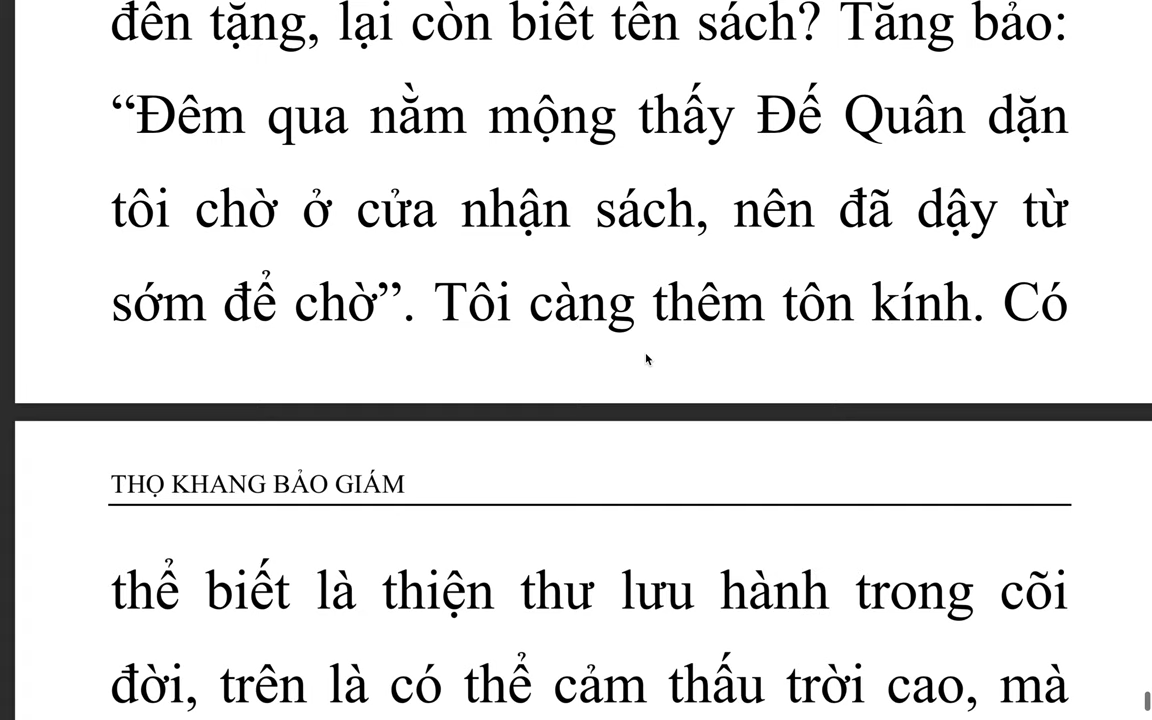 đến tặng, lại còn biết tên sách? Tăng bảo:
“Đêm qua nằm mộng thấy Đế Quân dặn
tôi chờ ở cửa nhận sách, nên đã dậy từ
sớm để chờ”. Tôi càng thêm tôn kính. Có
THỌ KHANG BẢO GIÁM
thể biết là thiện thư lưu hành trong cõi
đời, trên là có thể cảm thấu trời cao, mà